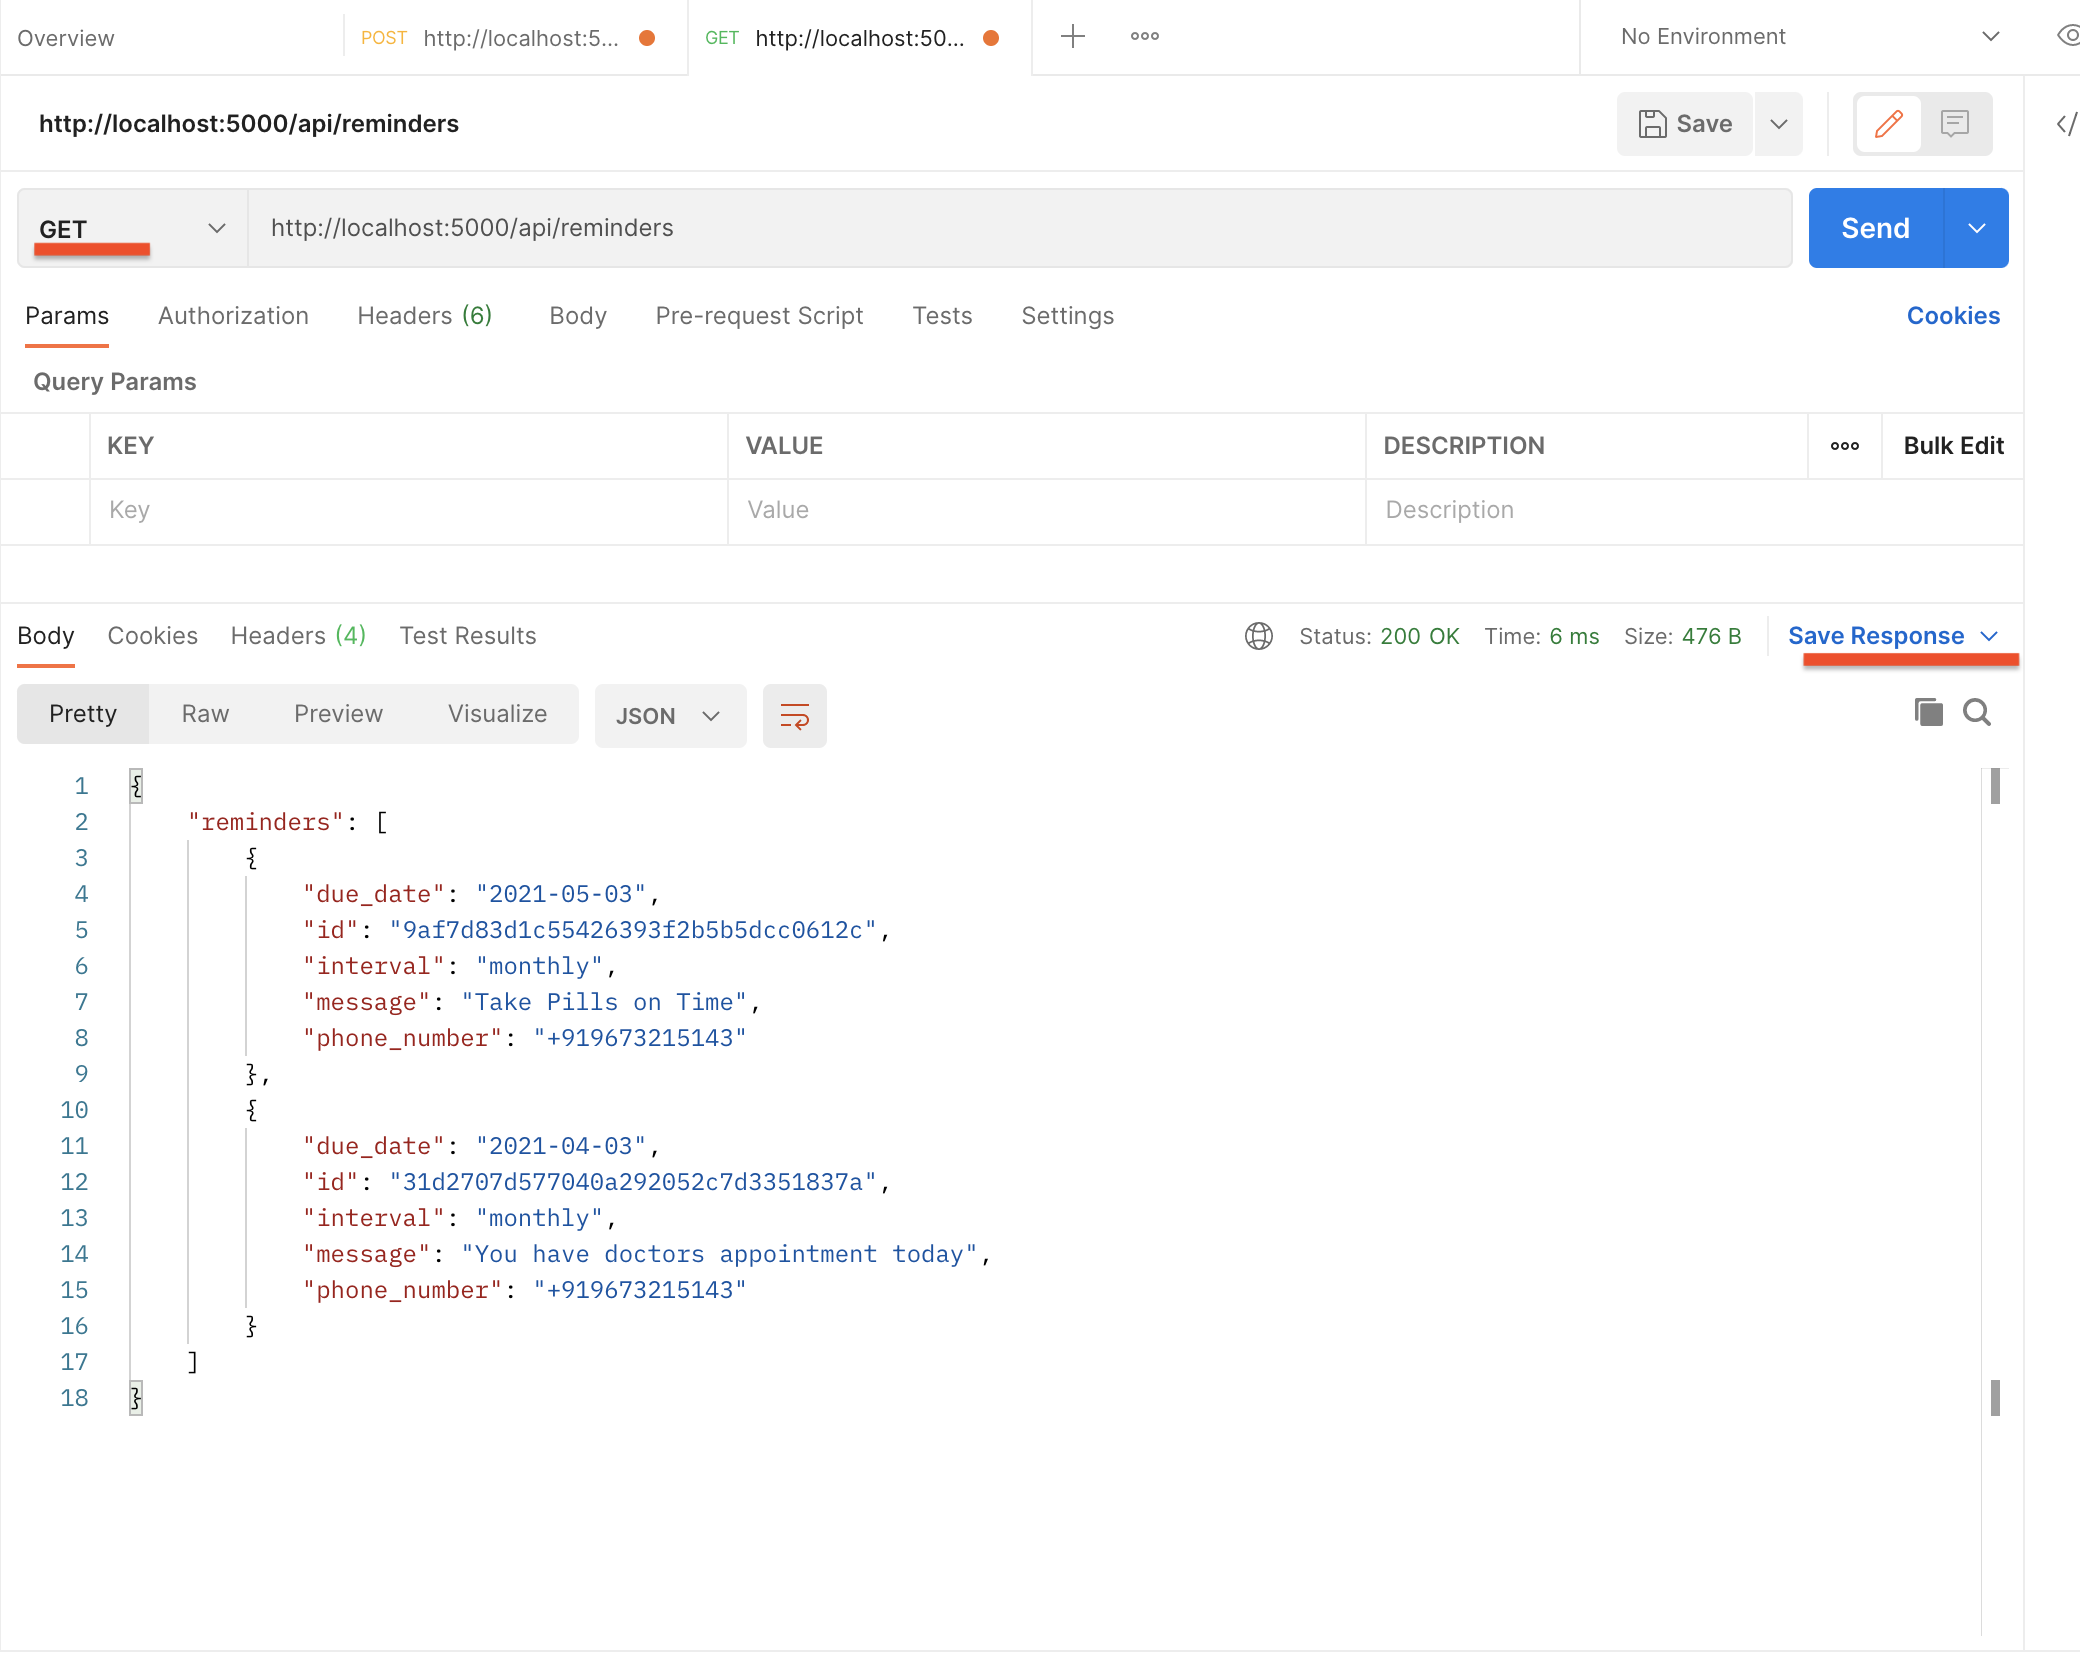 Overview POST http://localhost:5... GET http://localhost:50... No Environment
http://localhost:5000/api/reminders Save
GET http://localhost:5000/api/reminders Send
Params Authorization Headers (6) Body Pre-request Script Tests Settings Cookies
Query Params
KEY VALUE DESCRIPTION Bulk Edit
Key Value Description
Body Cookies Headers (4) Test Results Status: 200 OK Time: 6 ms Size: 476 B Save Response
Pretty Raw Preview Visualize JSON
1 {
2 "reminders": [
3 {
4 "due_date": "2021-05-03",
5 "id": "9af7d83d1c55426393f2b5b5dcc0612c",
6 "interval": "monthly",
7 "message": "Take Pills on Time",
8 "phone_number": "+919673215143"
9 },
10 {
11 "due_date": "2021-04-03",
12 "id": "31d2707d577040a292052c7d3351837a",
13 "interval": "monthly",
14 "message": "You have doctors appointment today",
15 "phone_number": "+919673215143"
16 }
17 ]
18 }